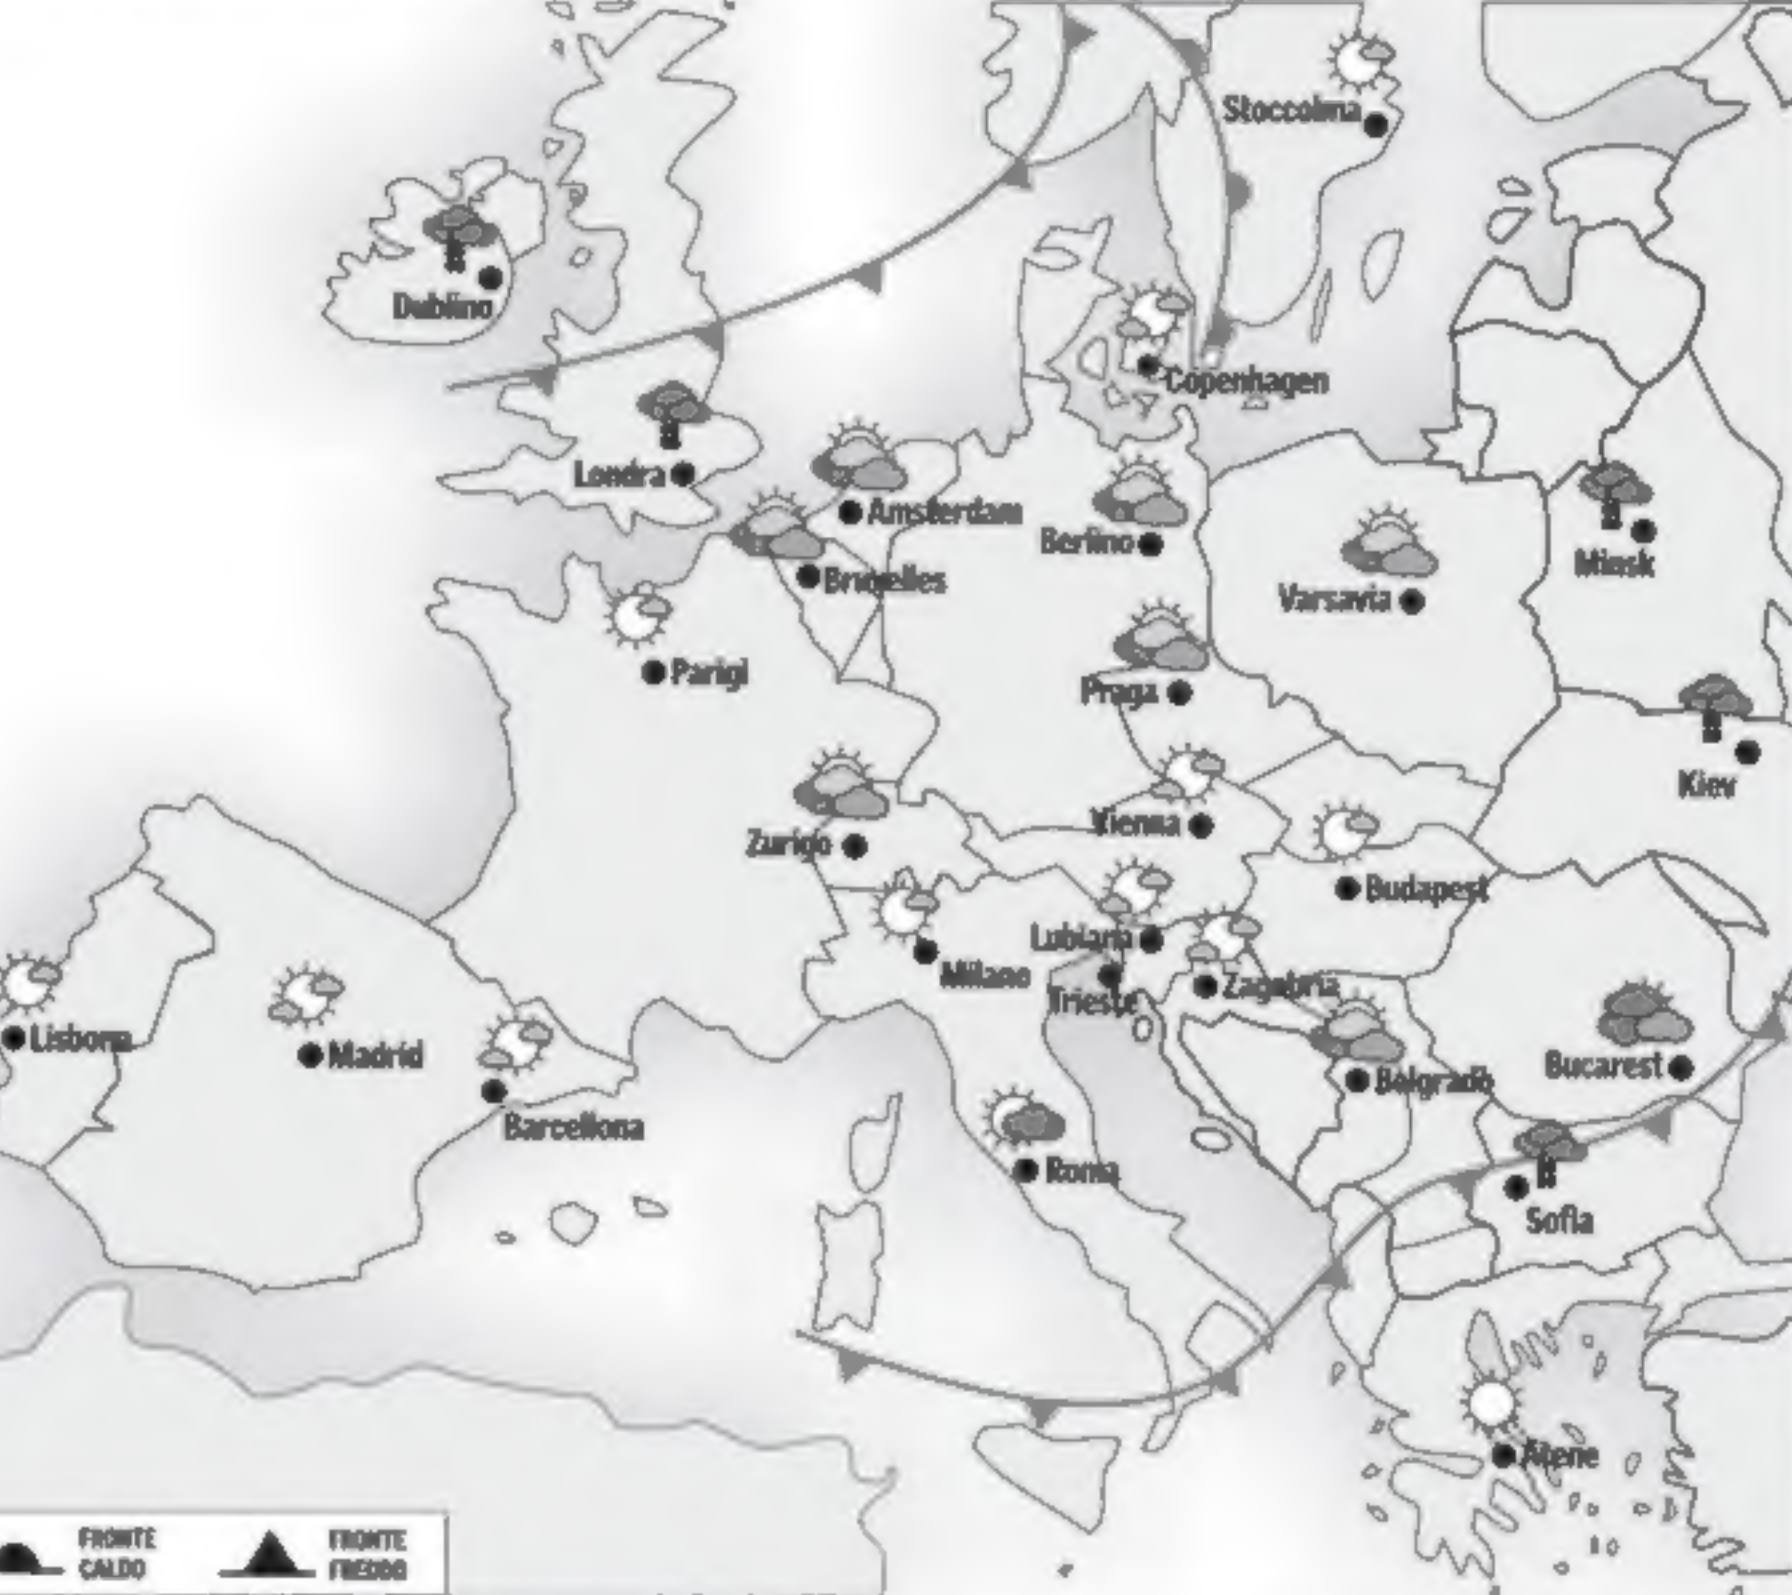 Stoccolma
Dublino
Copenhagen
Londra
Amsterdam
Berlino
Bruxelles
Minsk
Varsavia
Parigi
Praga
Kiev
Vienna
Zurigo
Budapest
Lubiana
Milano
Zagabria
Trieste
Lisbona
Madrid
Bucarest
Belgrado
Barcellona
Roma
Sofia
Atene
FRONTE
CALDO
FRONTE
FREDDO